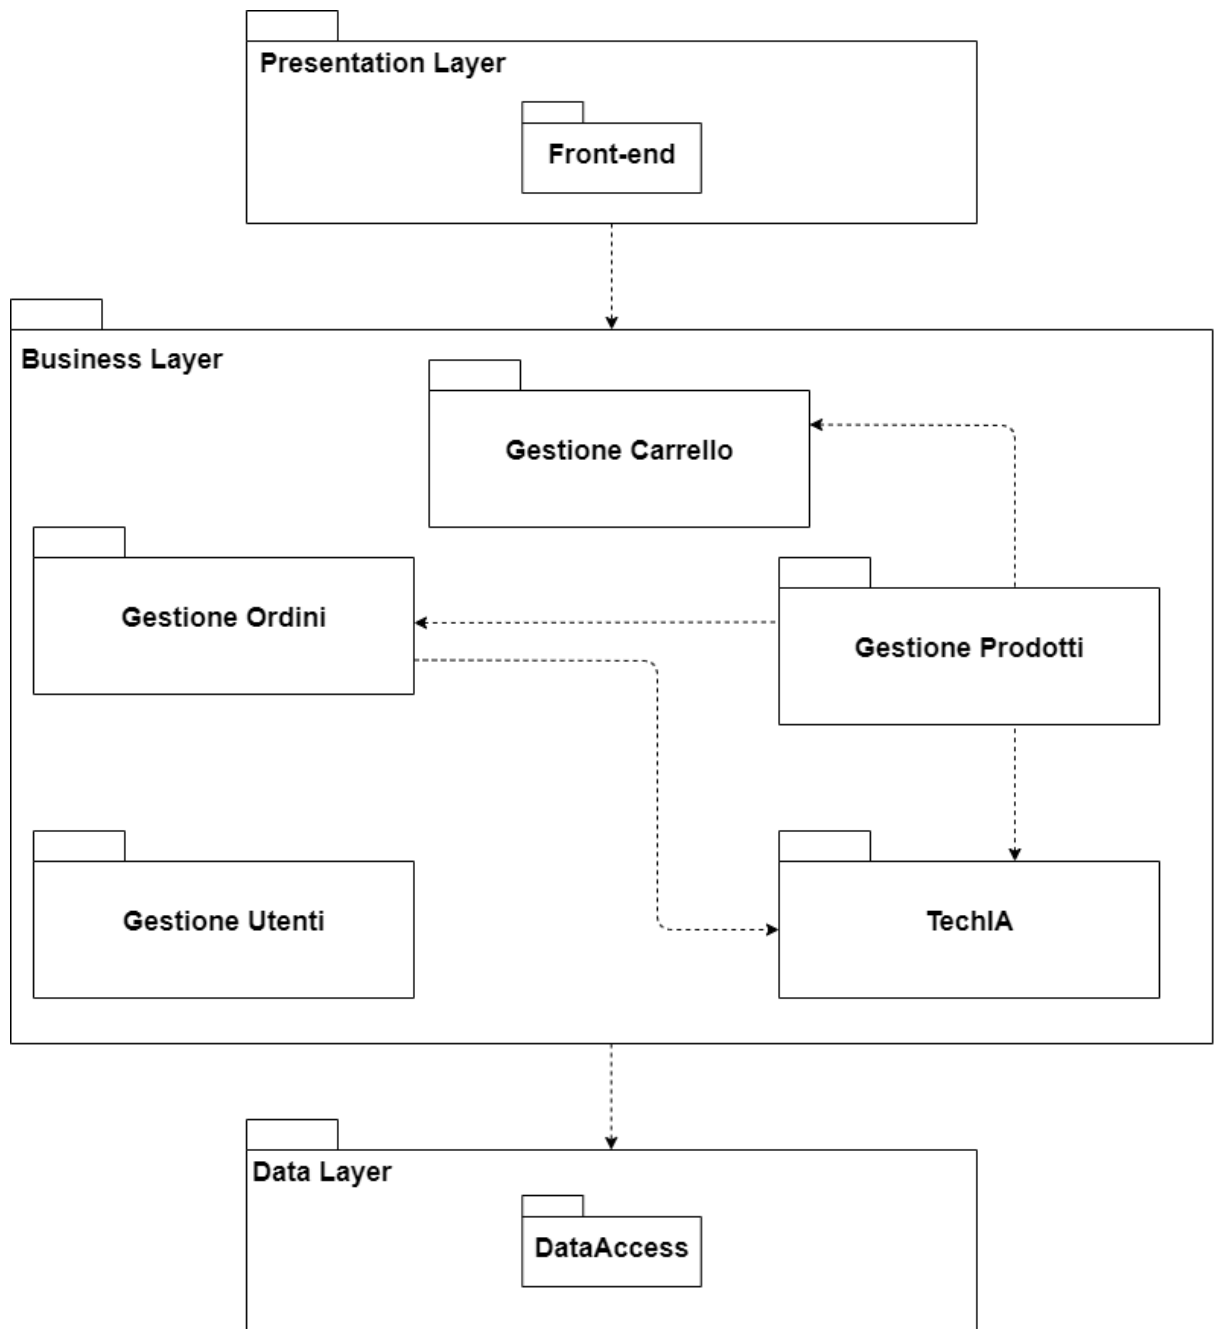 Presentation Layer
Front-end
Business Layer
Gestione Carrello
Gestione Ordini
Gestione Prodotti
Gestione Utenti
TechIA
Data Layer
DataAccess